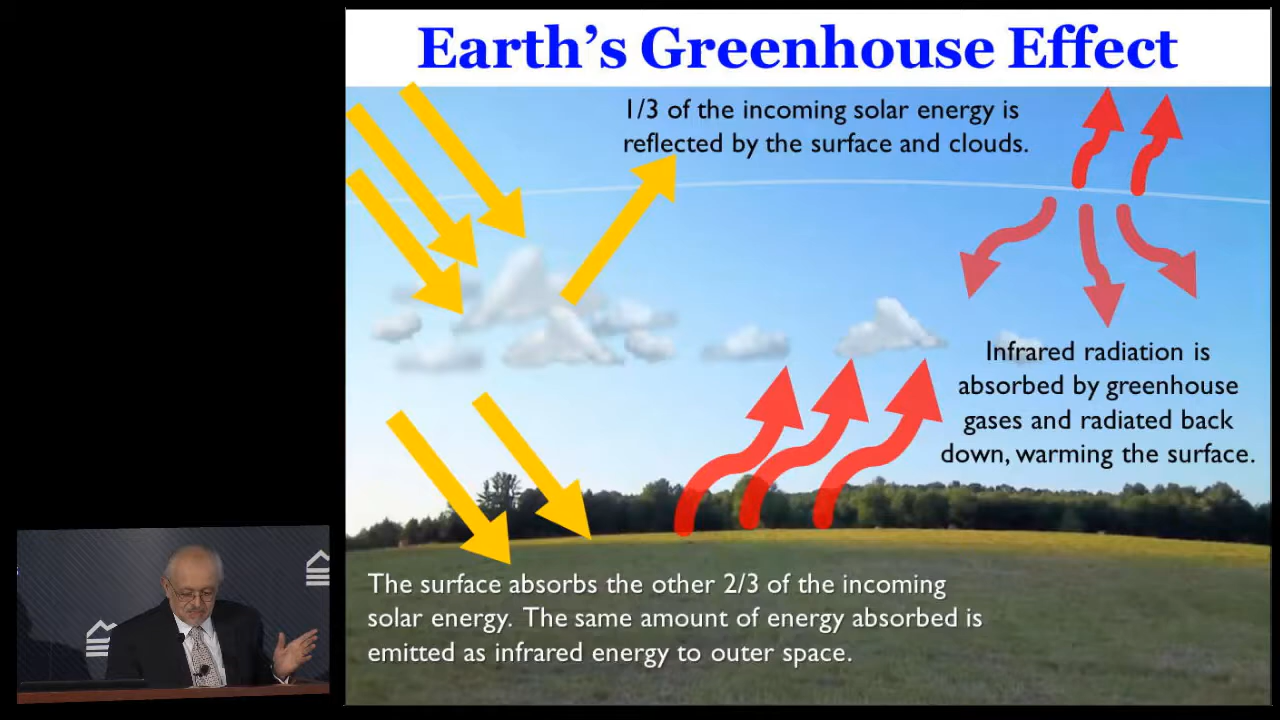 Earth's Greenhouse Effect
1/3 of the incoming solar energy is
reflected by the surface and clouds.
Infrared radiation is
absorbed by greenhouse
gases and radiated back
down, warming the surface.
The surface absorbs the other 2/3 of the incoming
solar energy. The same amount of energy absorbed is
emitted as infrared energy to outer space.